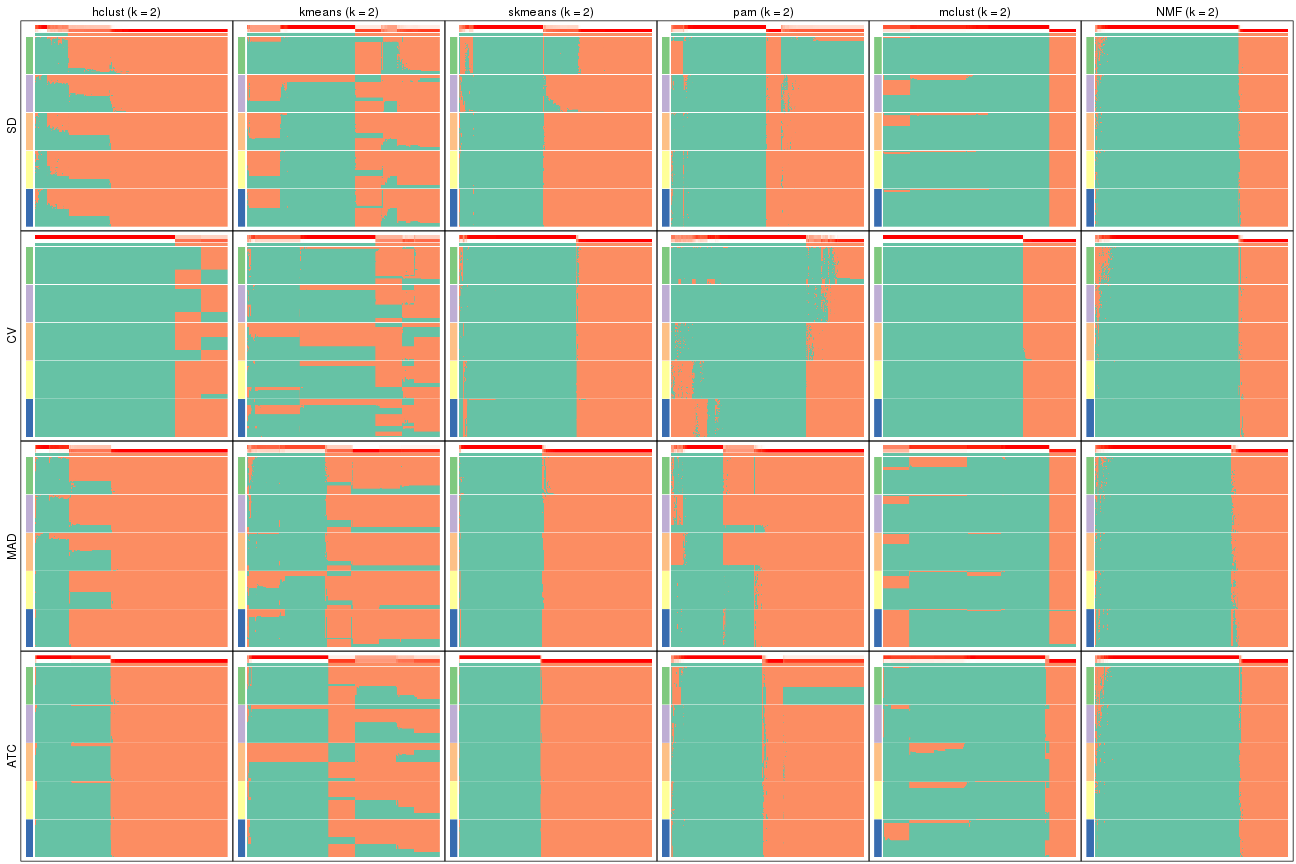 hclust (k = 2) kmeans (k = 2) skmeans (k = 2) pam (k = 2) mclust (k = 2) NMF (k = 2)
SD
CV
MAD
ATC